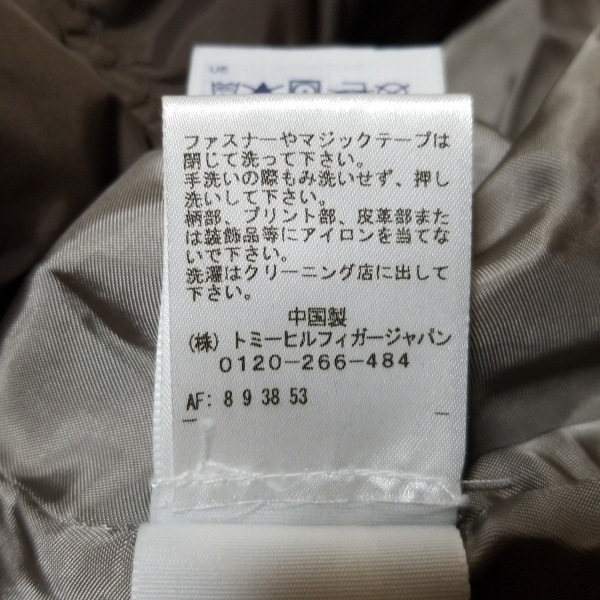 US
ファスナーやマジックテープは
閉じて洗って下さい。
手洗いの際もみ洗いせず、押し
洗いして下さい。
柄部、プリント部、皮革部また
は装飾品等にアイロンを当てな
いで下さい。
洗濯はクリーニング店に出して
下さい。
中国製
(株) トミーヒルフィガージャパン
0120-266-484
AF: 8 9 38 53